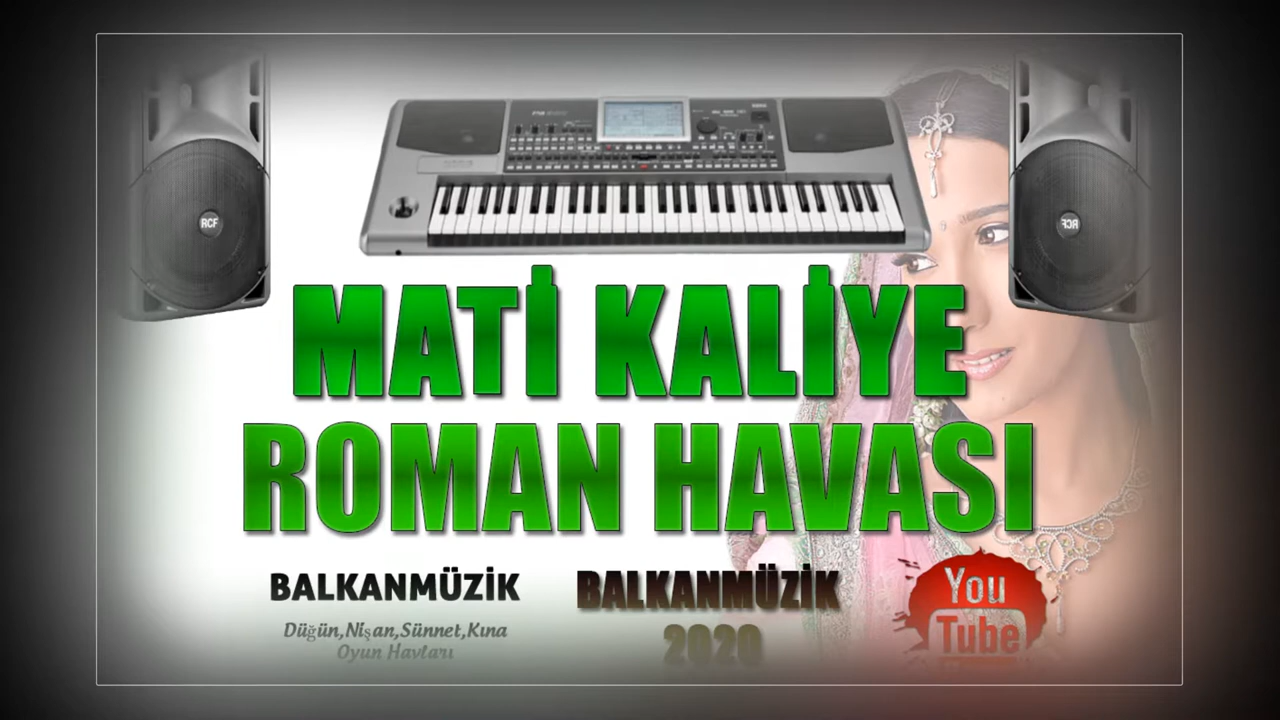 RCF
RCF
MATİ KALİYE
ROMAN HAVASI
BALKANMÜZİK
Düğün,Nişan,Sünnet,Kına
Oyun Havları
BALKANMÜZİK
2020
You
Tube